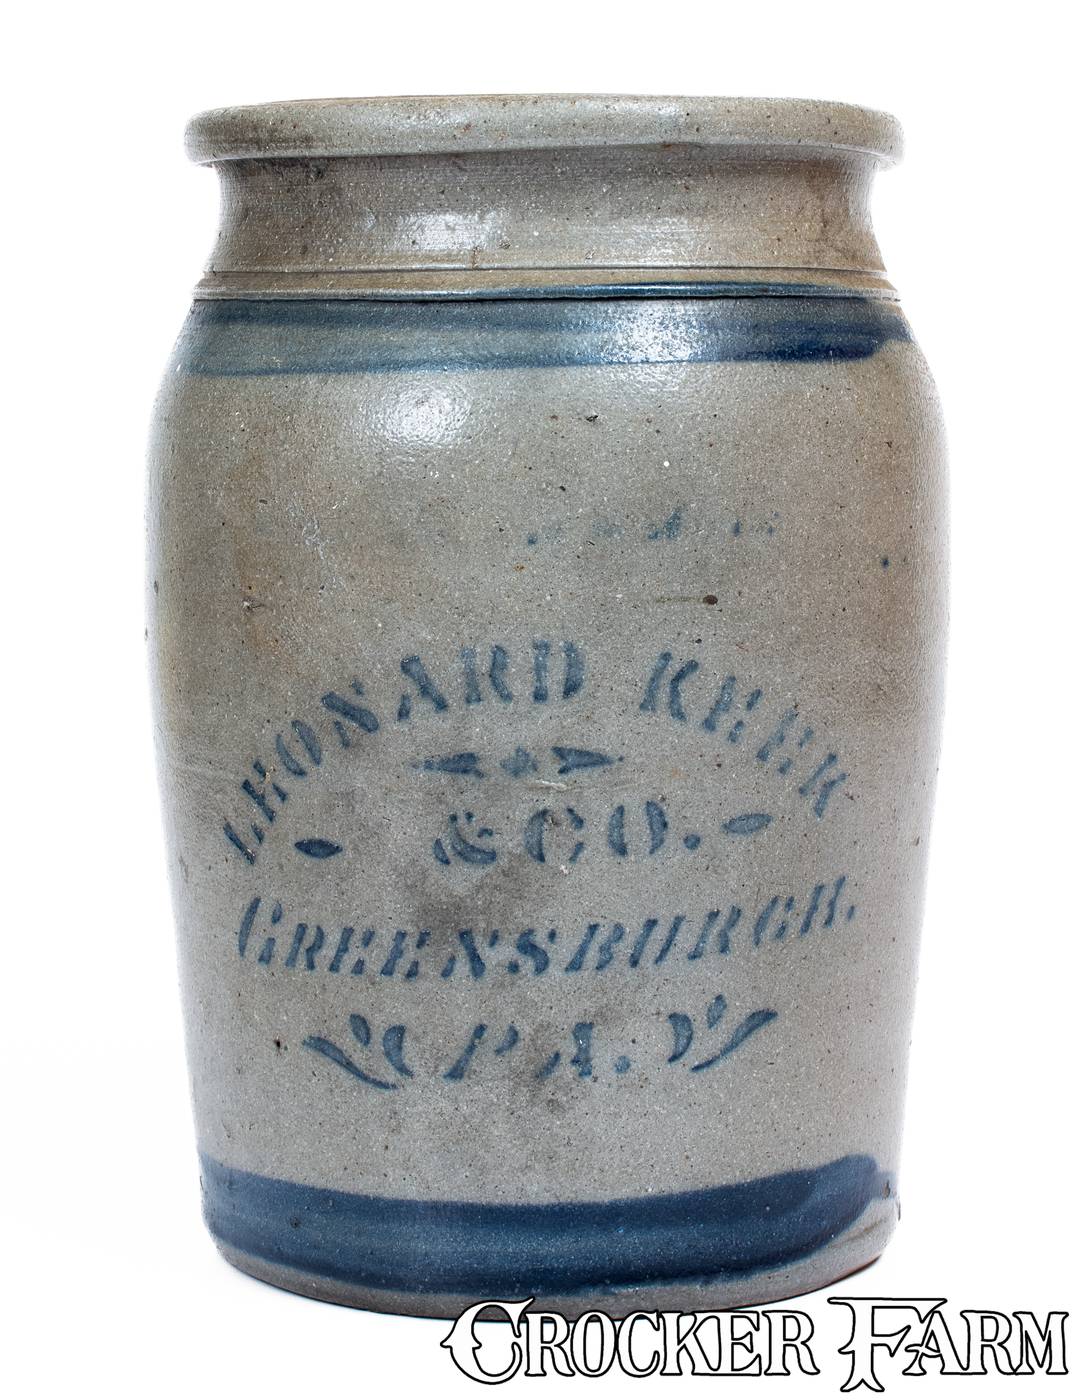 LEONARD KEEK
& CO.
GREENSBURGH.
PA.
CROCKER FARM